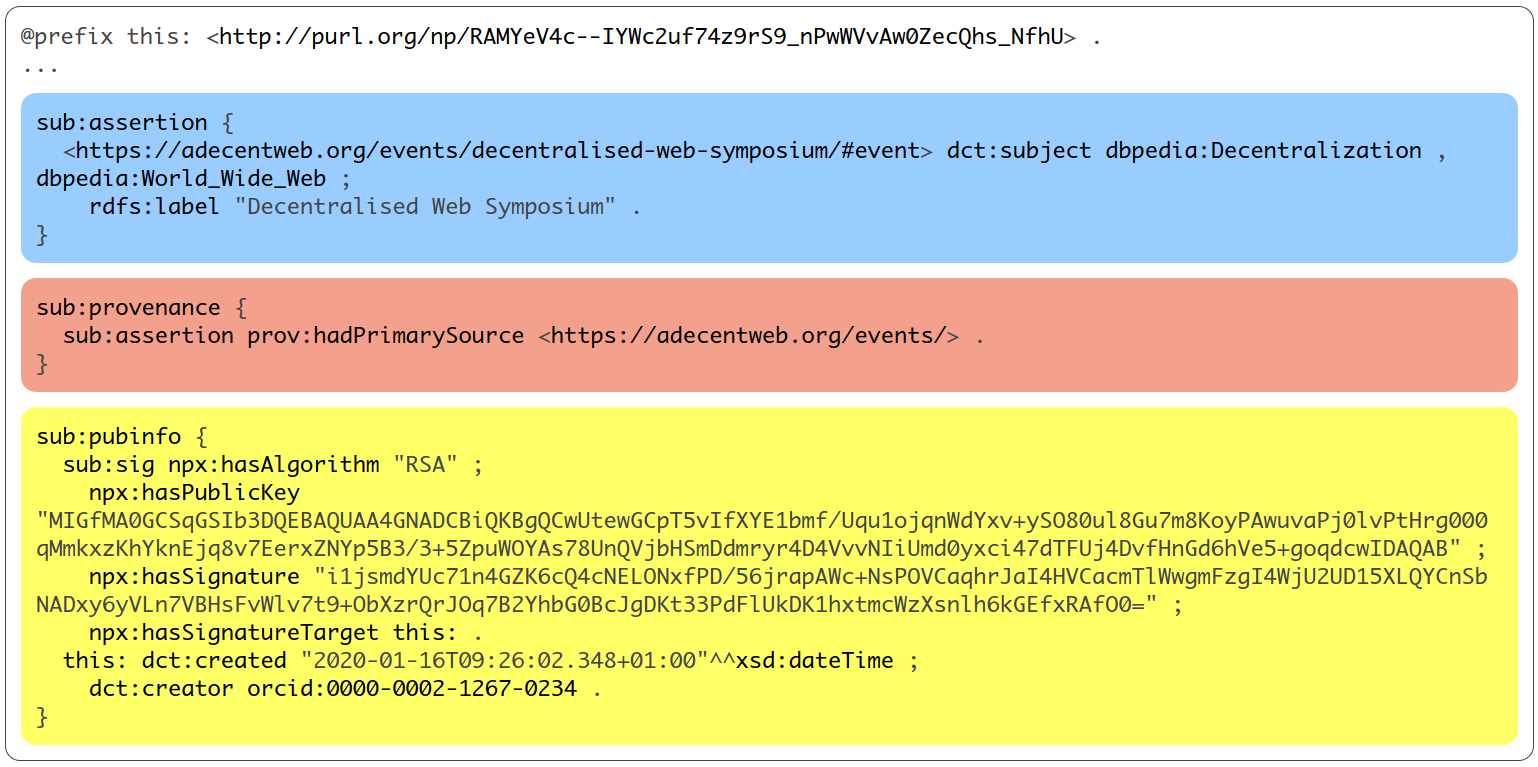 @prefix this: <http://purl.org/np/RAMYeV4c--IYWc2uf74z9rS9_nPwWVvAw0ZecQhs_NfhU> .
...
sub:assertion {
<https://adecentweb.org/events/decentralised-web-symposium/#event> dct:subject dbpedia:Decentralization ,
dbpedia:World_Wide_Web ;
rdfs:label "Decentralised Web Symposium" .
}
sub:provenance {
sub:assertion prov:hadPrimarySource <https://adecentweb.org/events/> .
}
sub:pubinfo {
sub:sig npx:hasAlgorithm "RSA" ;
npx:hasPublicKey
"MIGfMA0GCSqGSIb3DQEBAQUAA4GNADCBiQKBgQCwUtewGCpT5vIfXYE1bmf/Uqu1ojqnWdYxv+ySO80ul8Gu7m8KoyPAwuvaPj0lvPtHrg000
qMmkxzKhYknEjq8v7EerxZNYp5B3/3+5ZpuWOYAs78UnQVjbHSmDdmryr4D4VvvNIiUmd0yxci47dTFUj4DvfHnGd6hVe5+goqdcwIDAQAB" ;
npx:hasSignature "i1jsmdYUc71n4GZK6cQ4cNELONxfPD/56jrapAWc+NsPOVCaqhrJaI4HVCacmTlWwgmFzgI4WjU2UD15XLQYCnSb
NADxy6yVLn7VBHsFvWlv7t9+ObXzrQrJOq7B2YhbG0BcJgDKt33PdFlUkDK1hxtmcWzXsnlh6kGEfxRAfO0=" ;
npx:hasSignatureTarget this: .
this: dct:created "2020-01-16T09:26:02.348+01:00"^^xsd:dateTime ;
dct:creator orcid:0000-0002-1267-0234 .
}